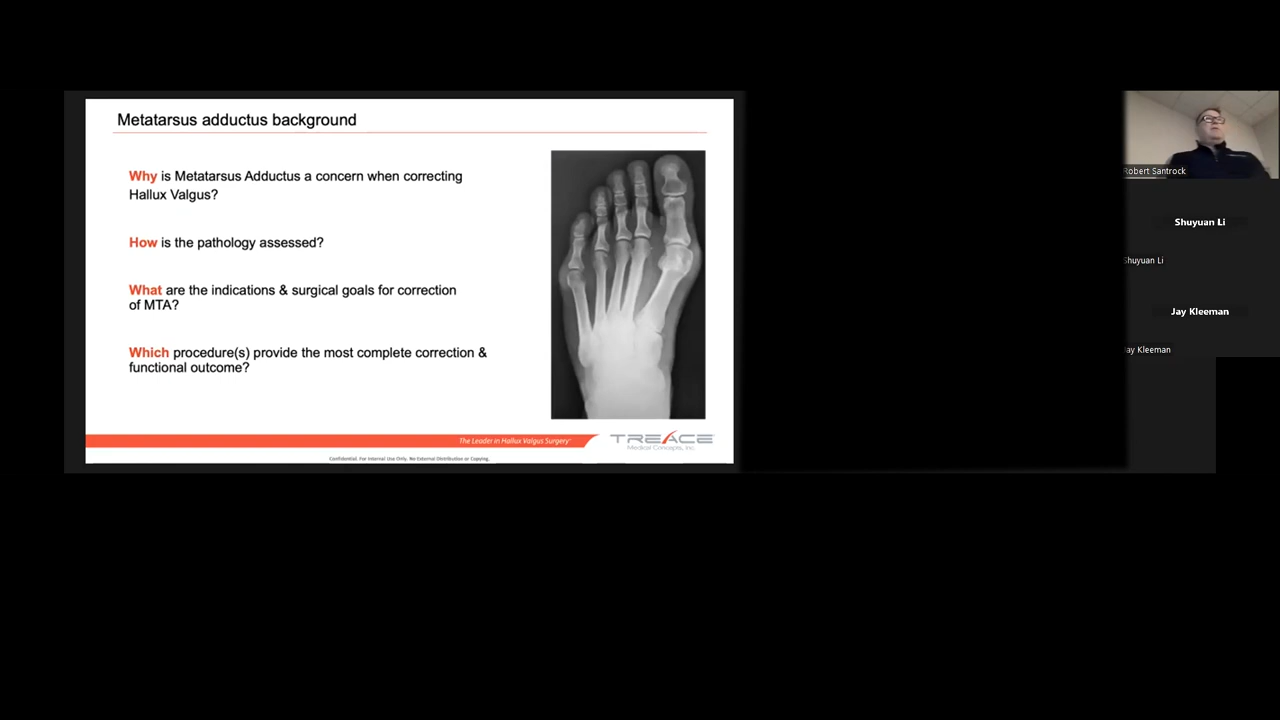 Metatarsus adductus background
Why is Metatarsus Adductus a concern when correcting
Hallux Valgus?
How is the pathology assessed?
What are the indications & surgical goals for correction
of MTA?
Which procedure(s) provide the most complete correction &
functional outcome?
The Leader in Hallux Valgus Surgery
TREACE
Medical Concepts, Inc.
Confidential. For Internal Use Only. No External Distribution or Copying.
Robert Santrock
Shuyuan Li
Shuyuan Li
Jay Kleeman
Jay Kleeman